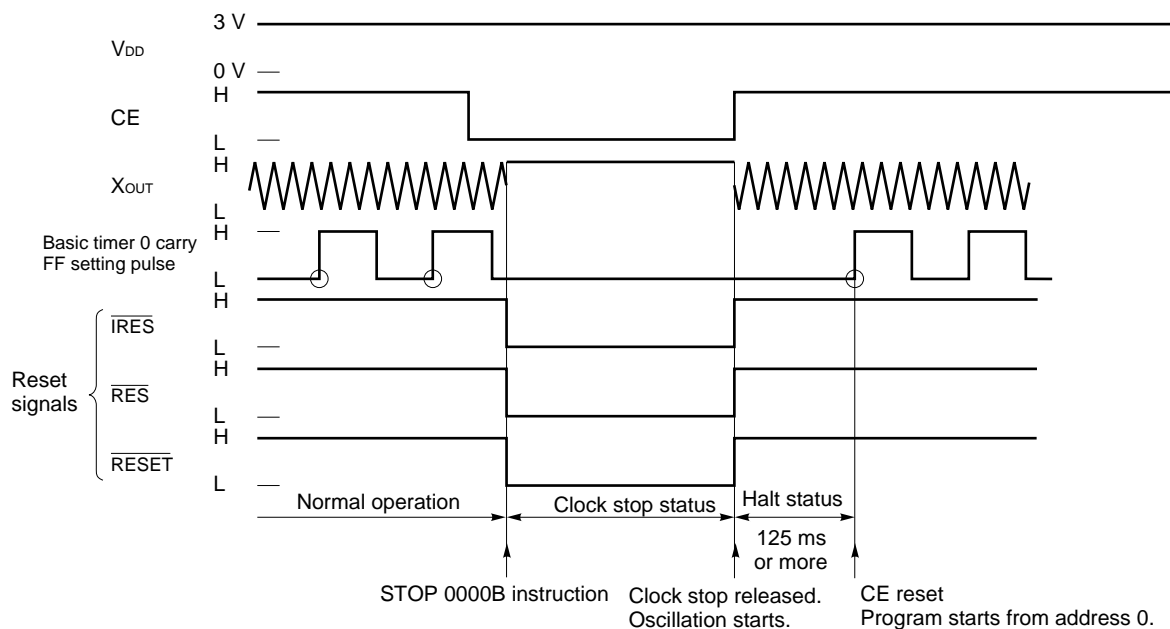 3 V
VDD
0 V
H
CE
L
H
XOUT
L
H
Basic timer 0 carry
FF setting pulse
L
H
IRES
L
H
Reset
signals
RES
L
H
RESET
L
Normal operation
Clock stop status
Halt status
125 ms
or more
STOP 0000B instruction
Clock stop released.
Oscillation starts.
CE reset
Program starts from address 0.